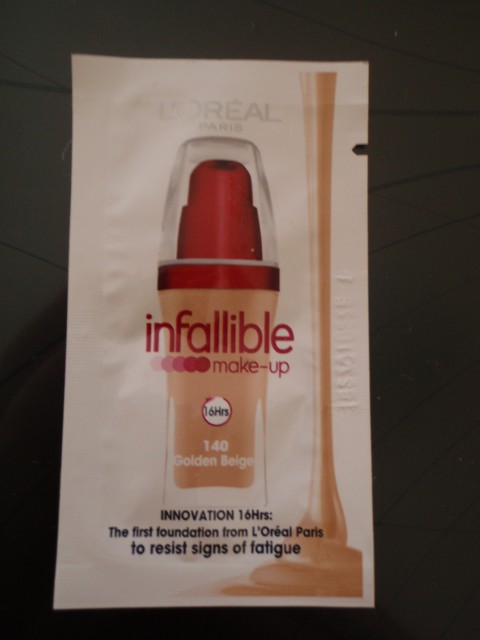 L'ORÉAL
PARIS
infallible
make-up
16Hrs
140
Golden Beige
INNOVATION 16Hrs:
The first foundation from L'Oréal Paris
to resist signs of fatigue